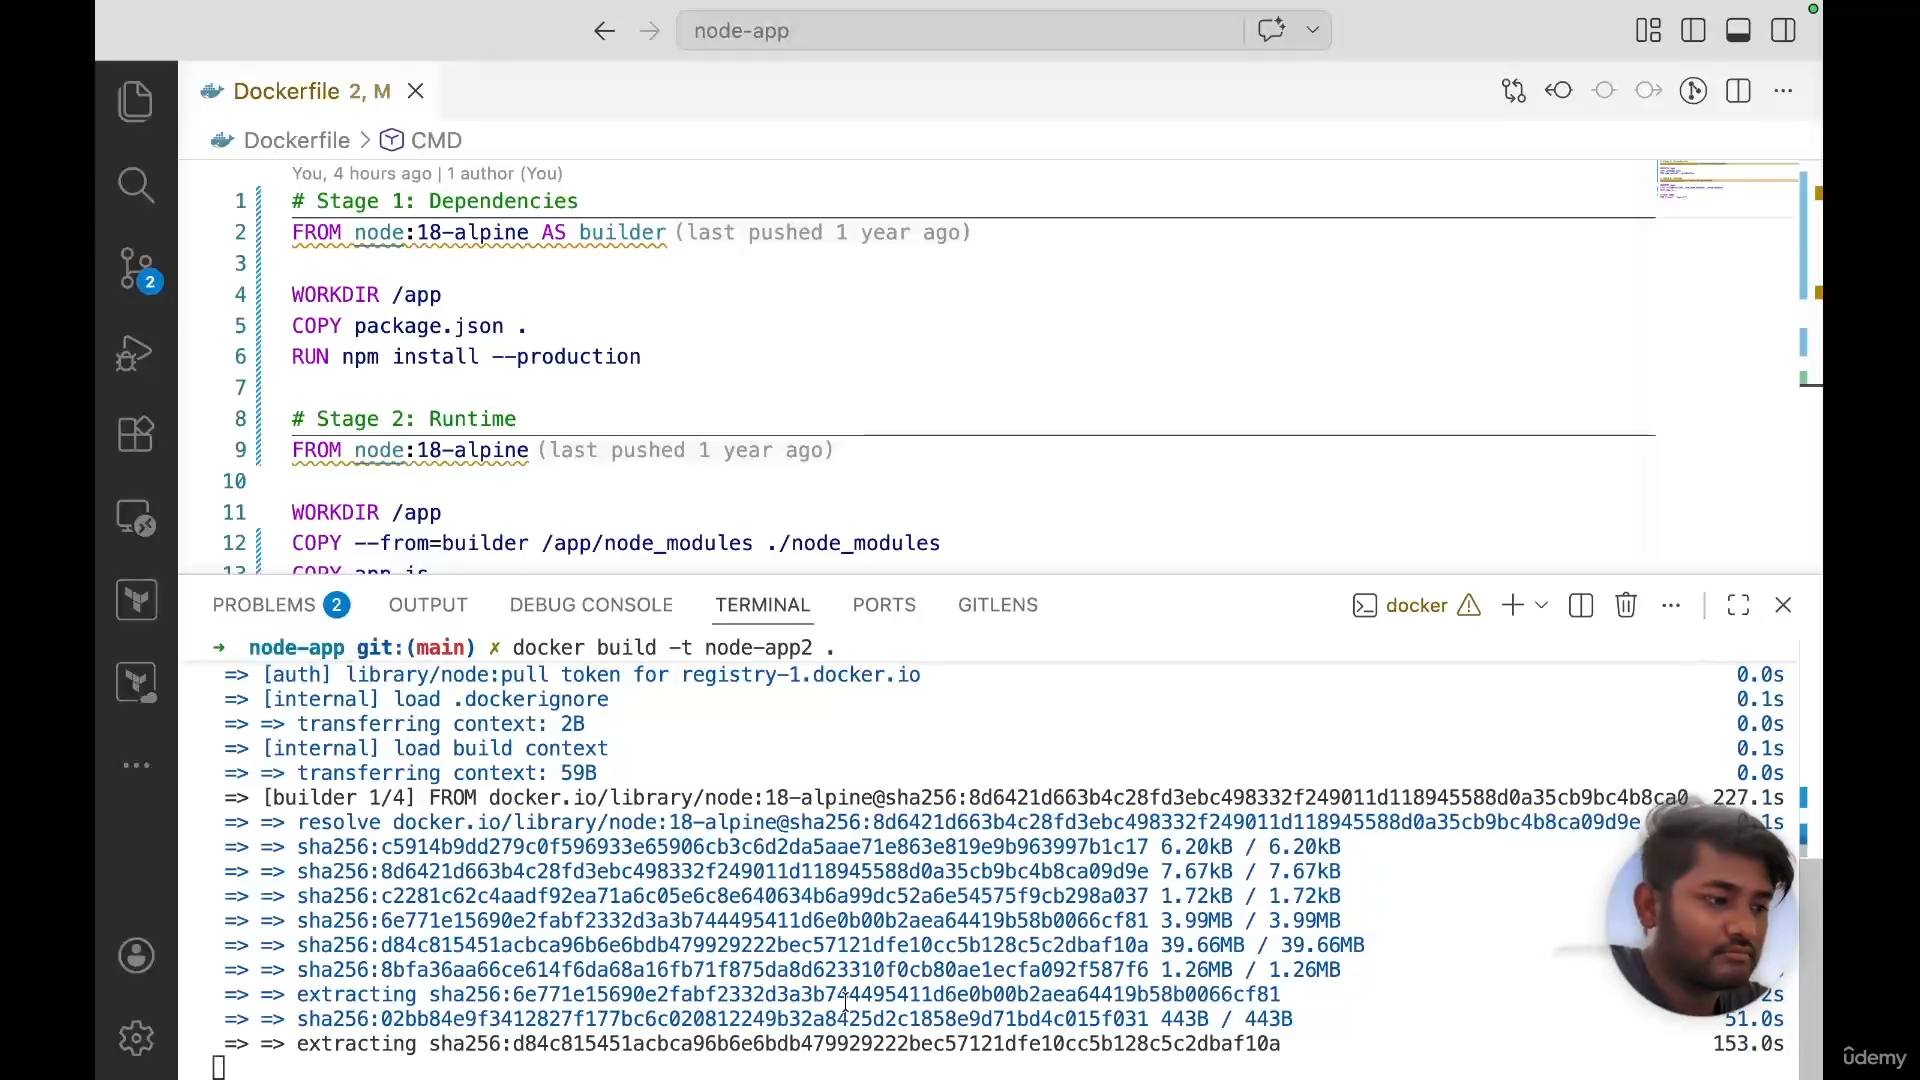 node-app
Dockerfile 2, M
Dockerfile > CMD
You, 4 hours ago | 1 author (You)
1 # Stage 1: Dependencies
2 FROM node:18-alpine AS builder (last pushed 1 year ago)
3
4 WORKDIR /app
5 COPY package.json .
6 RUN npm install --production
7
8 # Stage 2: Runtime
9 FROM node:18-alpine (last pushed 1 year ago)
10
11 WORKDIR /app
12 COPY --from=builder /app/node_modules ./node_modules
13 COPY app.js
2
PROBLEMS 2 OUTPUT DEBUG CONSOLE TERMINAL PORTS GITLENS docker
→ node-app git:(main) ✗ docker build -t node-app2 .
=> [auth] library/node:pull token for registry-1.docker.io 0.0s
=> [internal] load .dockerignore 0.1s
=> => transferring context: 2B 0.0s
=> [internal] load build context 0.1s
=> => transferring context: 59B 0.0s
=> [builder 1/4] FROM docker.io/library/node:18-alpine@sha256:8d6421d663b4c28fd3ebc498332f249011d118945588d0a35cb9bc4b8ca0 227.1s
=> => resolve docker.io/library/node:18-alpine@sha256:8d6421d663b4c28fd3ebc498332f249011d118945588d0a35cb9bc4b8ca09d9e 1s
=> => sha256:c5914b9dd279c0f596933e65906cb3c6d2da5aae71e863e819e9b963997b1c17 6.20kB / 6.20kB
=> => sha256:8d6421d663b4c28fd3ebc498332f249011d118945588d0a35cb9bc4b8ca09d9e 7.67kB / 7.67kB
=> => sha256:c2281c62c4aadf92ea71a6c05e6c8e640634b6a99dc52a6e54575f9cb298a037 1.72kB / 1.72kB
=> => sha256:6e771e15690e2fabf2332d3a3b744495411d6e0b00b2aea64419b58b0066cf81 3.99MB / 3.99MB
=> => sha256:d84c815451acbca96b6e6bdb479929222bec57121dfe10cc5b128c5c2dbaf10a 39.66MB / 39.66MB
=> => sha256:8bfa36aa66ce614f6da68a16fb71f875da8d623310f0cb80ae1ecfa092f587f6 1.26MB / 1.26MB
=> => extracting sha256:6e771e15690e2fabf2332d3a3b744495411d6e0b00b2aea64419b58b0066cf81 2s
=> => sha256:02bb84e9f3412827f177bc6c020812249b32a8425d2c1858e9d71bd4c015f031 443B / 443B 51.0s
=> => extracting sha256:d84c815451acbca96b6e6bdb479929222bec57121dfe10cc5b128c5c2dbaf10a 153.0s
ûdemy